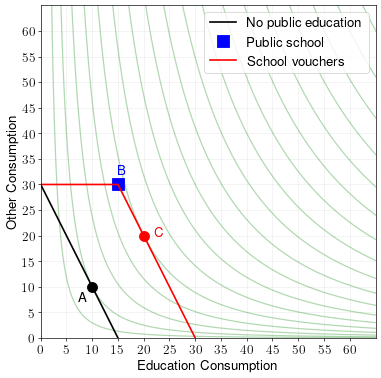 No public education
Public school
School vouchers
Other Consumption
60
55
50
45
40
35
30
25
20
15
10
5
0
B
C
A
0 5 10 15 20 25 30 35 40 45 50 55 60
Education Consumption